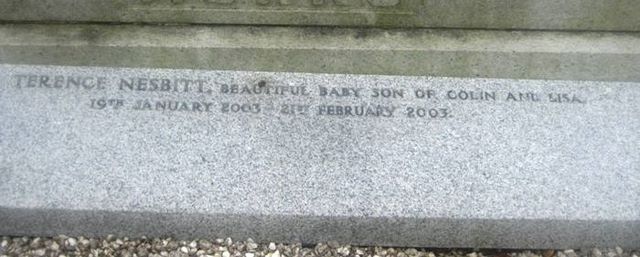 TERENCE NESBITT, BEAUTIFUL BABY SON OF COLIN AND LISA.
19TH JANUARY 2003 - 21ST FEBRUARY 2003.